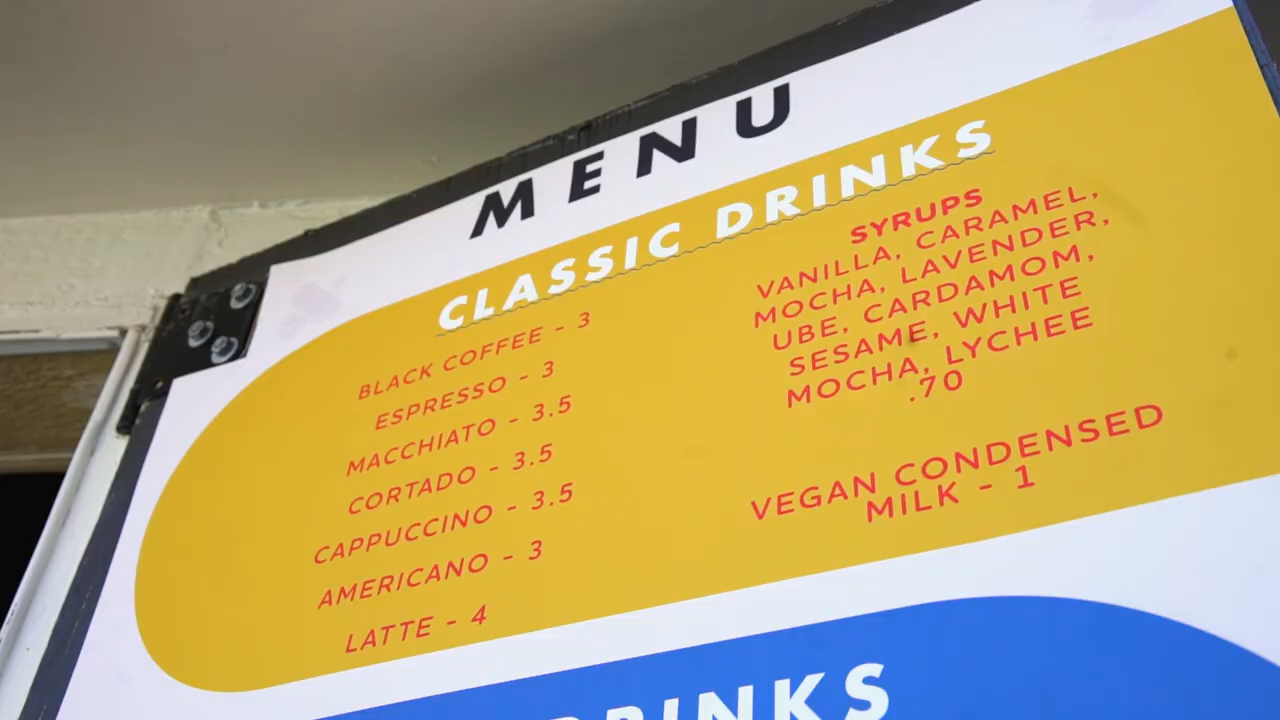 MENU
CLASSIC DRINKS
BLACK COFFEE - 3
ESPRESSO - 3
MACCHIATO - 3.5
CORTADO - 3.5
CAPPUCCINO - 3.5
AMERICANO - 3
LATTE - 4
SYRUPS
VANILLA, CARAMEL,
MOCHA, LAVENDER,
UBE, CARDAMOM,
SESAME, WHITE
MOCHA, LYCHEE
.70
VEGAN CONDENSED
MILK - 1
DRINKS